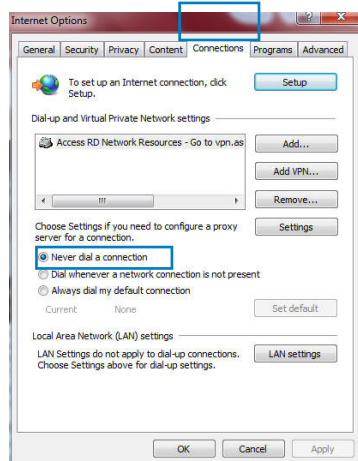 Internet Options
General Security Privacy Content Connections Programs Advanced
To set up an Internet connection, click
Setup.
Setup
Dial-up and Virtual Private Network settings
Access RD Network Resources - Go to vpn.as
Add...
Add VPN...
Remove...
Choose Settings if you need to configure a proxy
server for a connection.
Settings
Never dial a connection
Dial whenever a network connection is not present
Always dial my default connection
Current None
Set default
Local Area Network (LAN) settings
LAN Settings do not apply to dial-up connections.
Choose Settings above for dial-up settings.
LAN settings
OK Cancel Apply